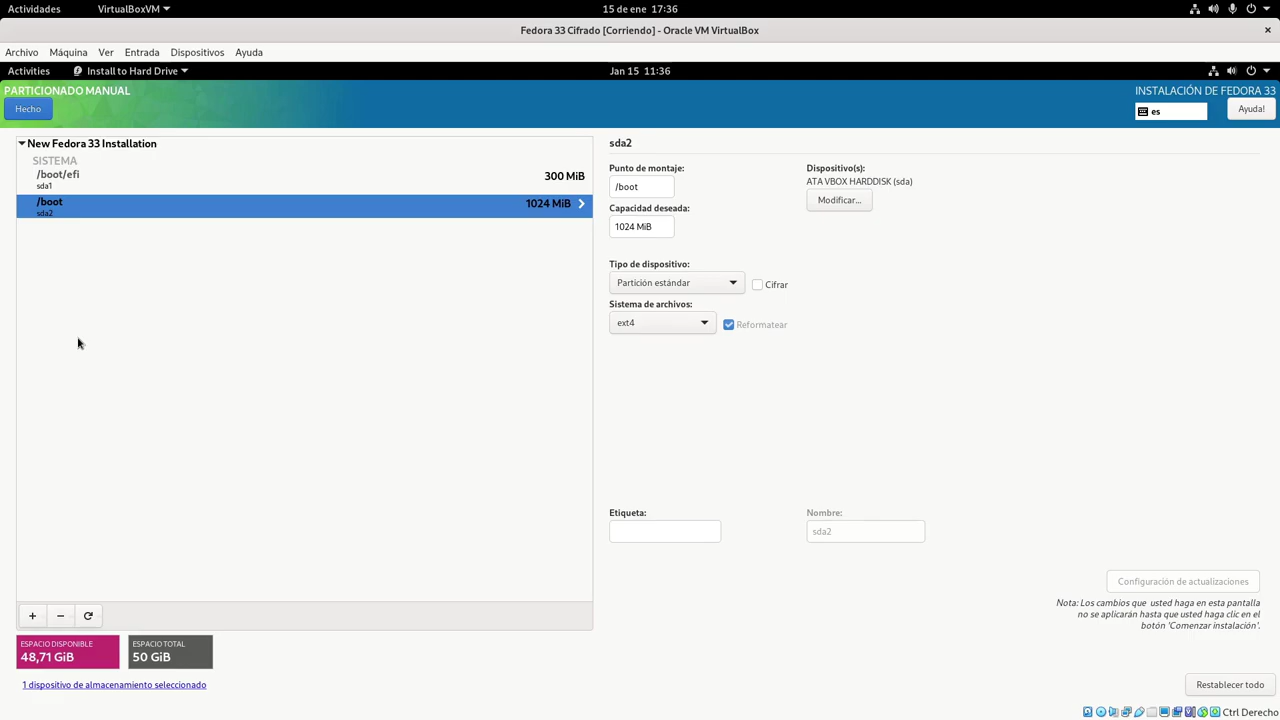 Actividades VirtualBoxVM 15 de ene 17:36
Fedora 33 Cifrado [Corriendo] - Oracle VM VirtualBox ×
Archivo Máquina Ver Entrada Dispositivos Ayuda
Activities Install to Hard Drive Jan 15 11:36
PARTICIONADO MANUAL INSTALACIÓN DE FEDORA 33
Hecho es Ayuda!
New Fedora 33 Installation
SISTEMA
/boot/efi 300 MiB
sda1
/boot 1024 MiB
sda2
sda2
Punto de montaje: Dispositivo(s):
/boot ATA VBOX HARDDISK (sda)
Modificar...
Capacidad deseada:
1024 MiB
Tipo de dispositivo:
Partición estándar Cifrar
Sistema de archivos:
ext4 Reformatear
Etiqueta: Nombre:
sda2
Configuración de actualizaciones
Nota: Los cambios que usted haga en esta pantalla
no se aplicarán hasta que usted haga clic en el
botón 'Comenzar instalación'.
+ −
ESPACIO DISPONIBLE ESPACIO TOTAL
48,71 GiB 50 GiB
1 dispositivo de almacenamiento seleccionado
Restablecer todo
Ctrl Derecho